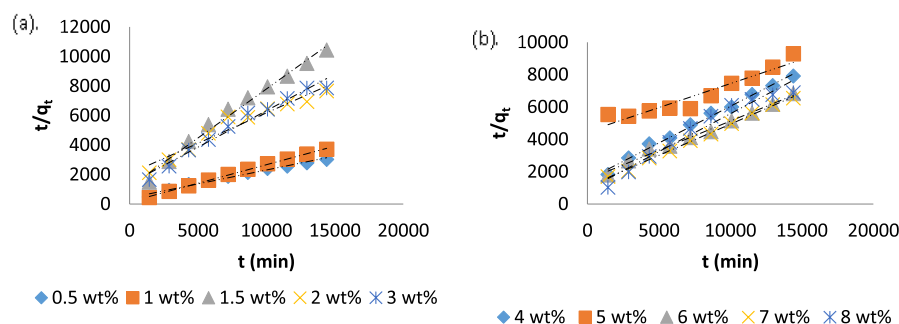 (a).
12000
10000
8000
6000
4000
2000
0
t/qt
0 5000 10000 15000 20000
t (min)
0.5 wt% 1 wt% 1.5 wt% 2 wt% 3 wt%
(b).
10000
8000
6000
4000
2000
0
t/qt
0 5000 10000 15000 20000
t (min)
4 wt% 5 wt% 6 wt% 7 wt% 8 wt%